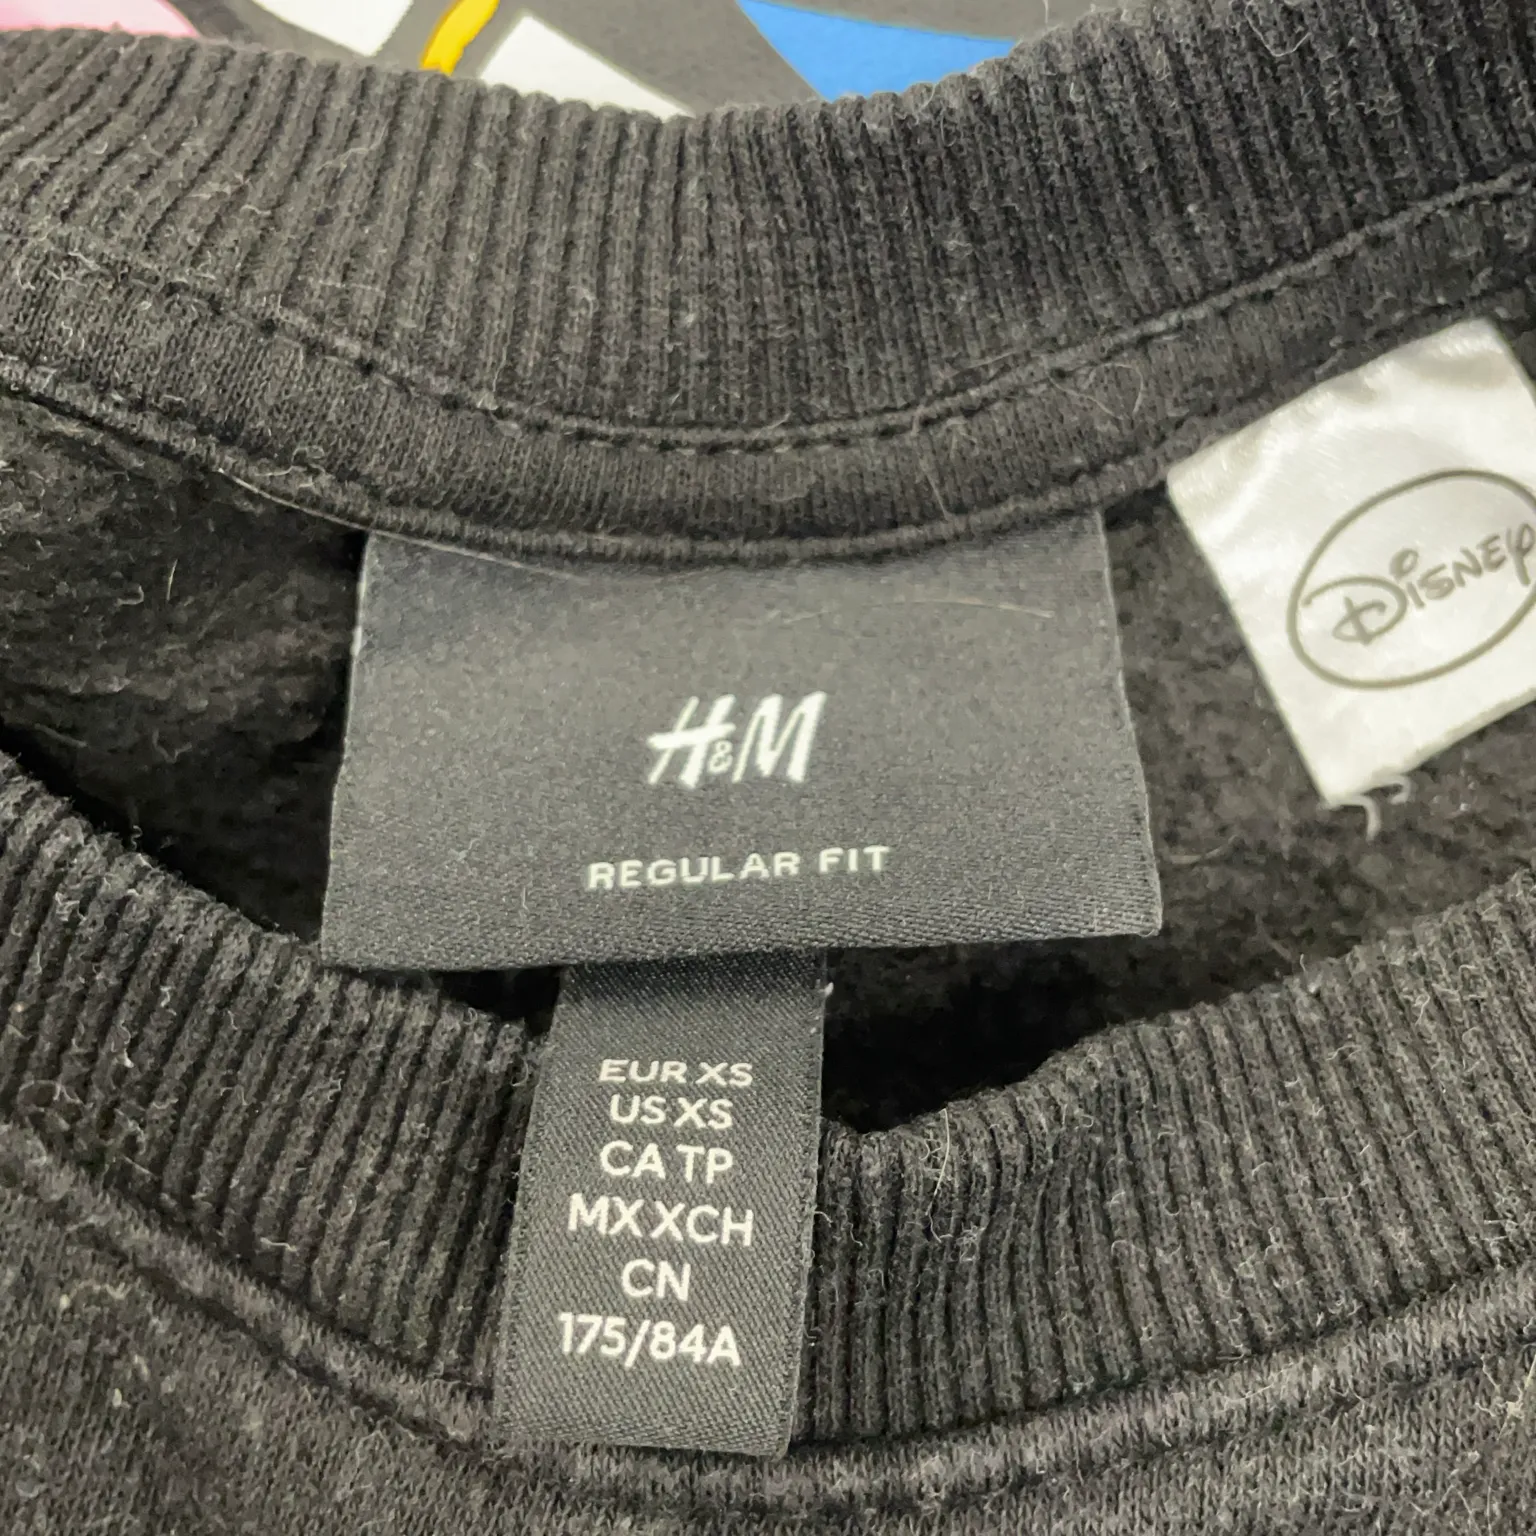 H&M
REGULAR FIT
DISNEY
EUR XS
US XS
CA TP
MX XCH
CN
175/84A